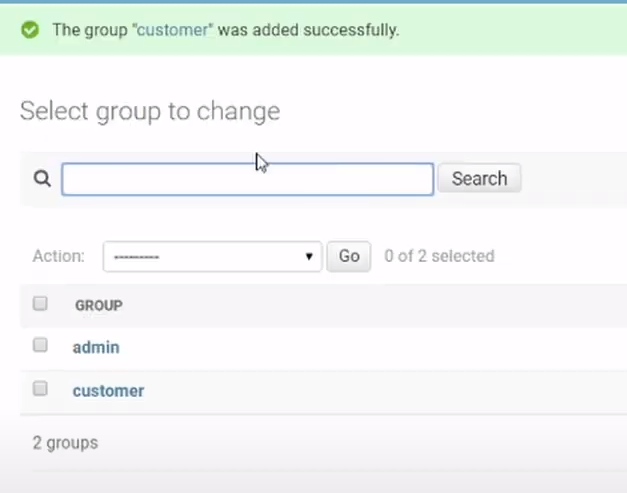 The group "customer" was added successfully.
Select group to change
Search
Action: --------- Go 0 of 2 selected
GROUP
admin
customer
2 groups